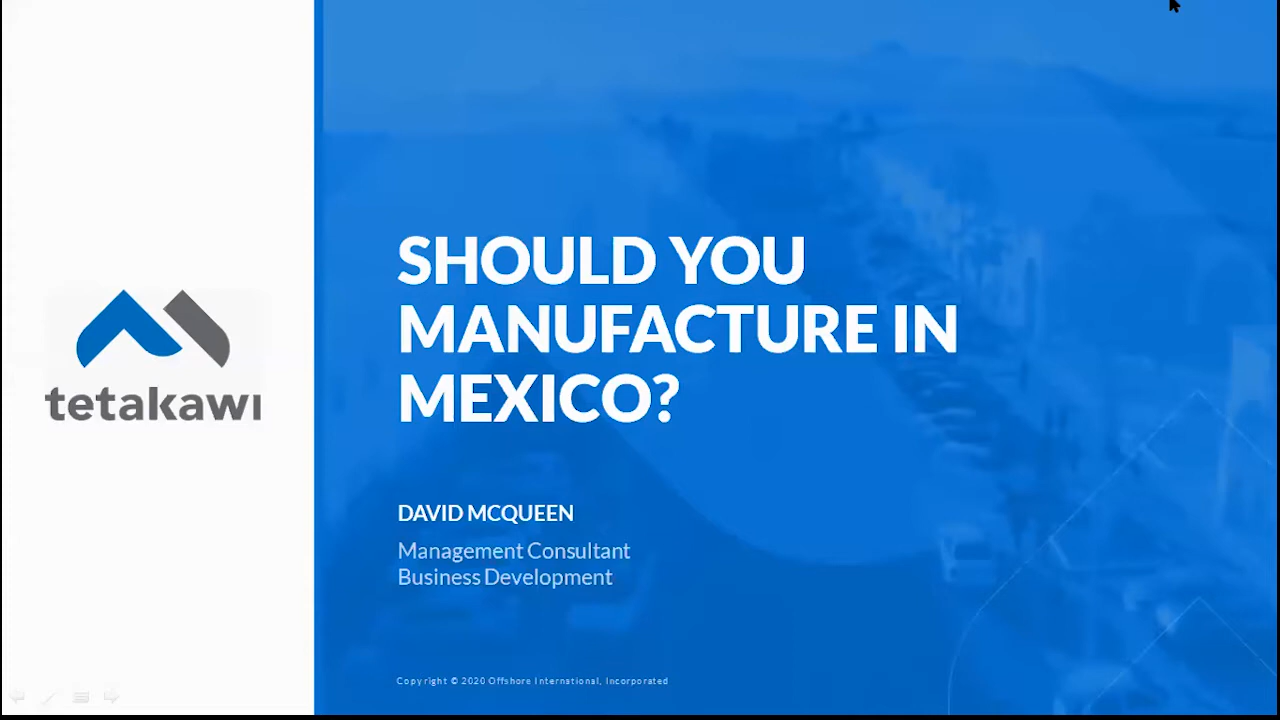 tetakawi
SHOULD YOU
MANUFACTURE IN
MEXICO?
DAVID MCQUEEN
Management Consultant
Business Development
Copyright © 2020 Offshore International, Incorporated